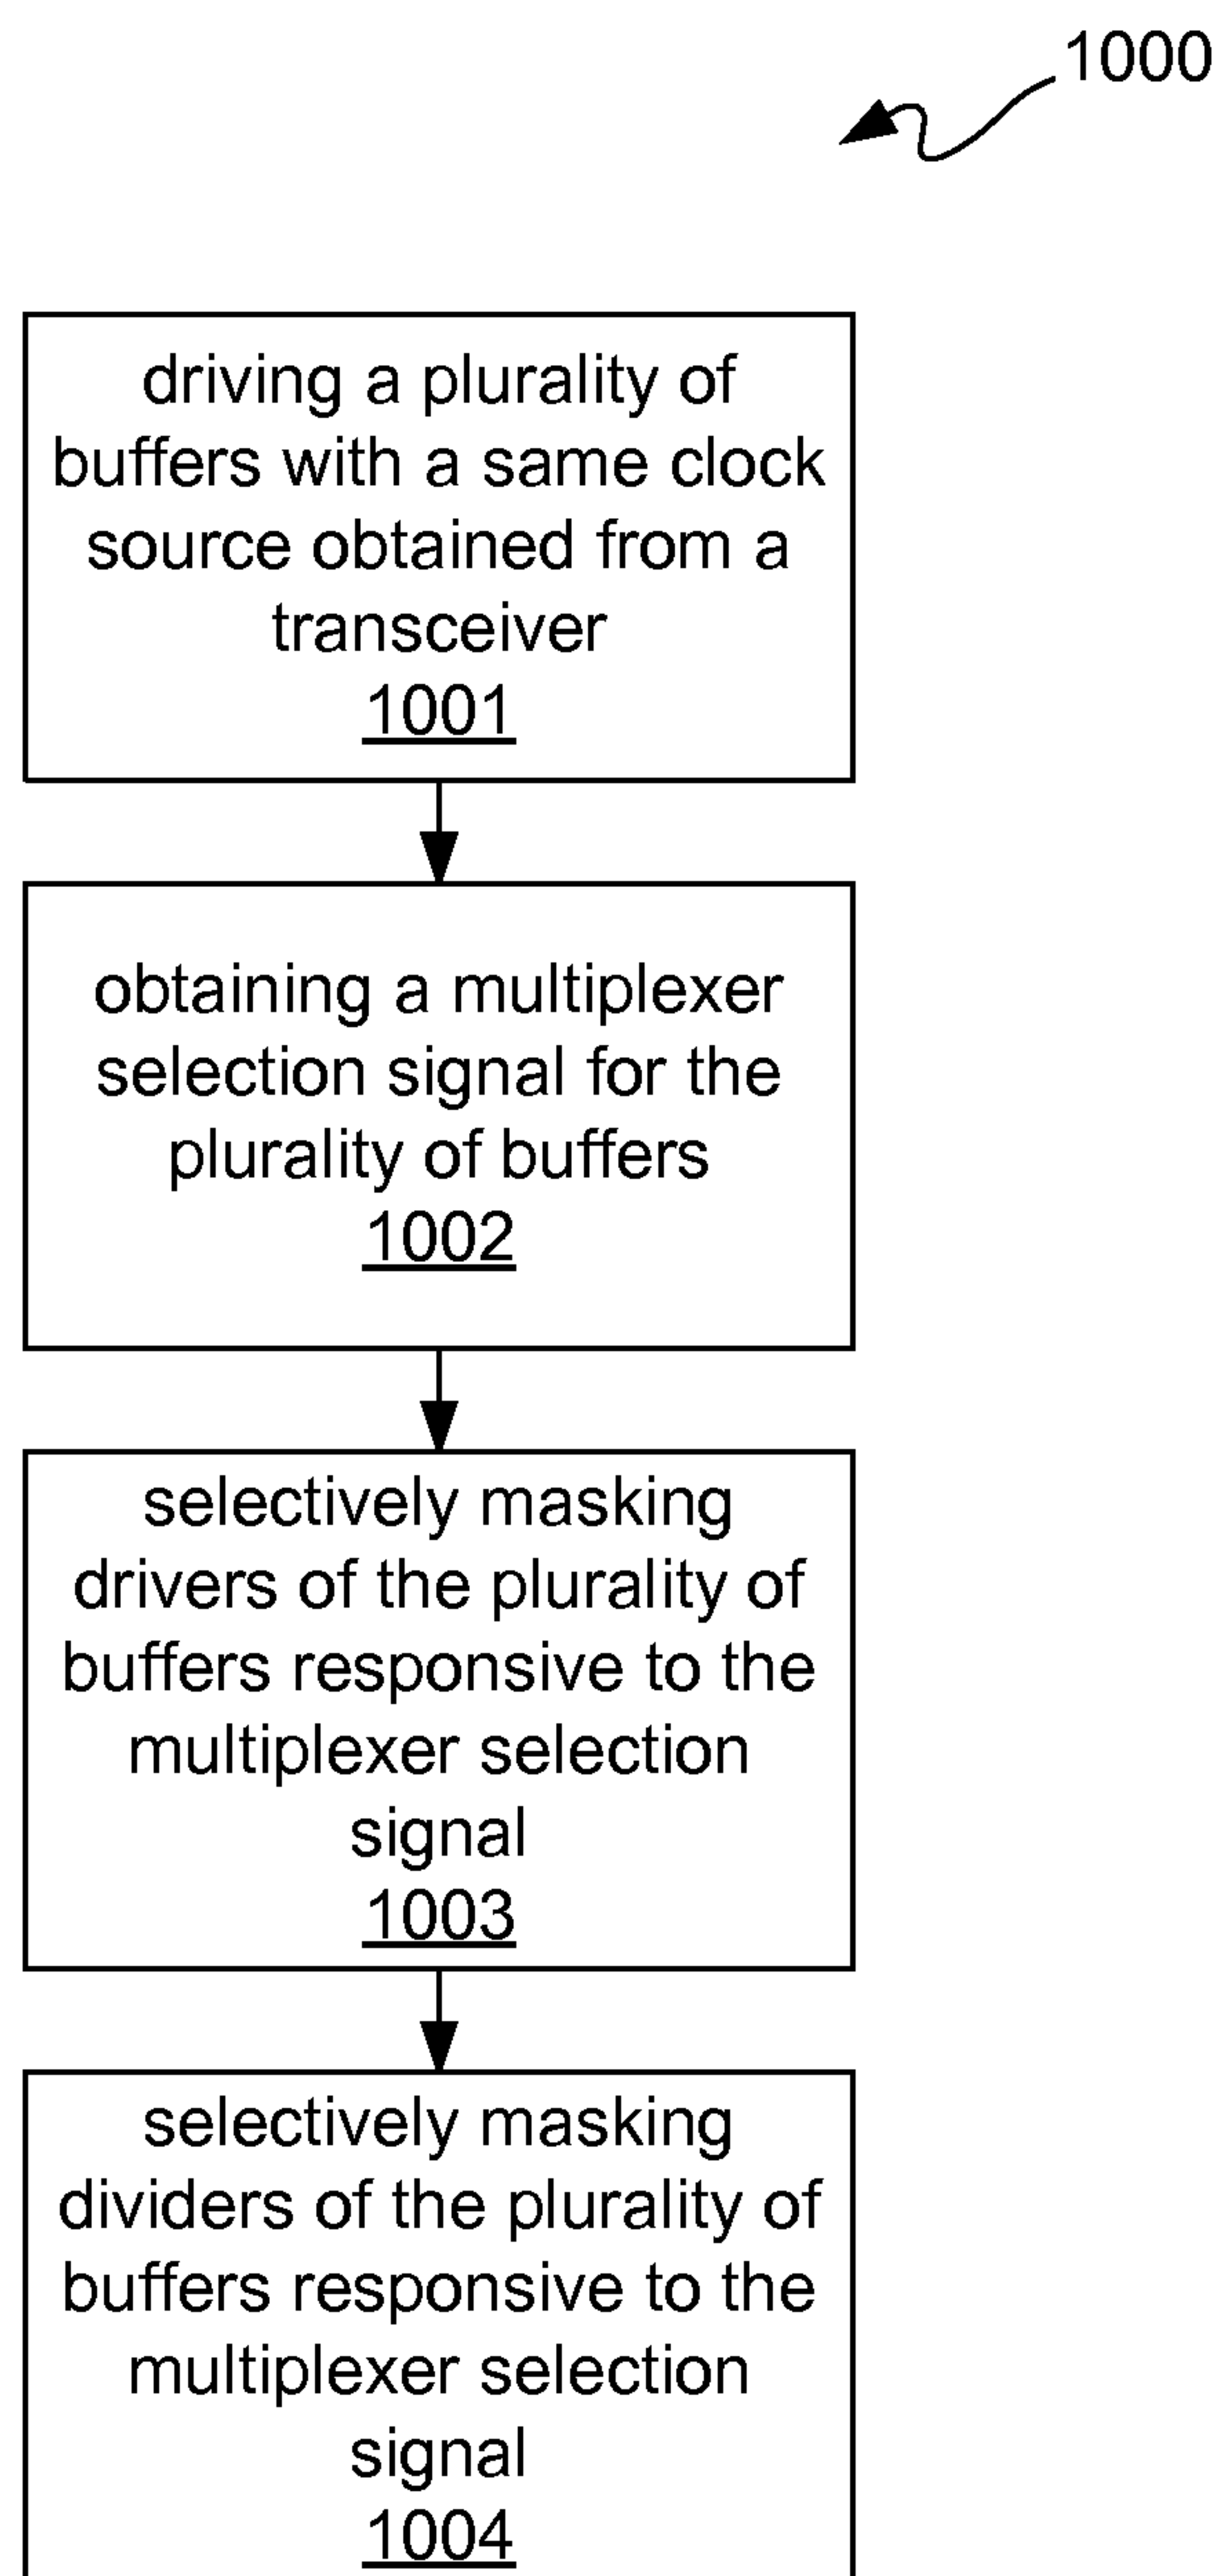 1000
driving a plurality of
buffers with a same clock
source obtained from a
transceiver
1001
obtaining a multiplexer
selection signal for the
plurality of buffers
1002
selectively masking
drivers of the plurality of
buffers responsive to the
multiplexer selection
signal
1003
selectively masking
dividers of the plurality of
buffers responsive to the
multiplexer selection
signal
1004